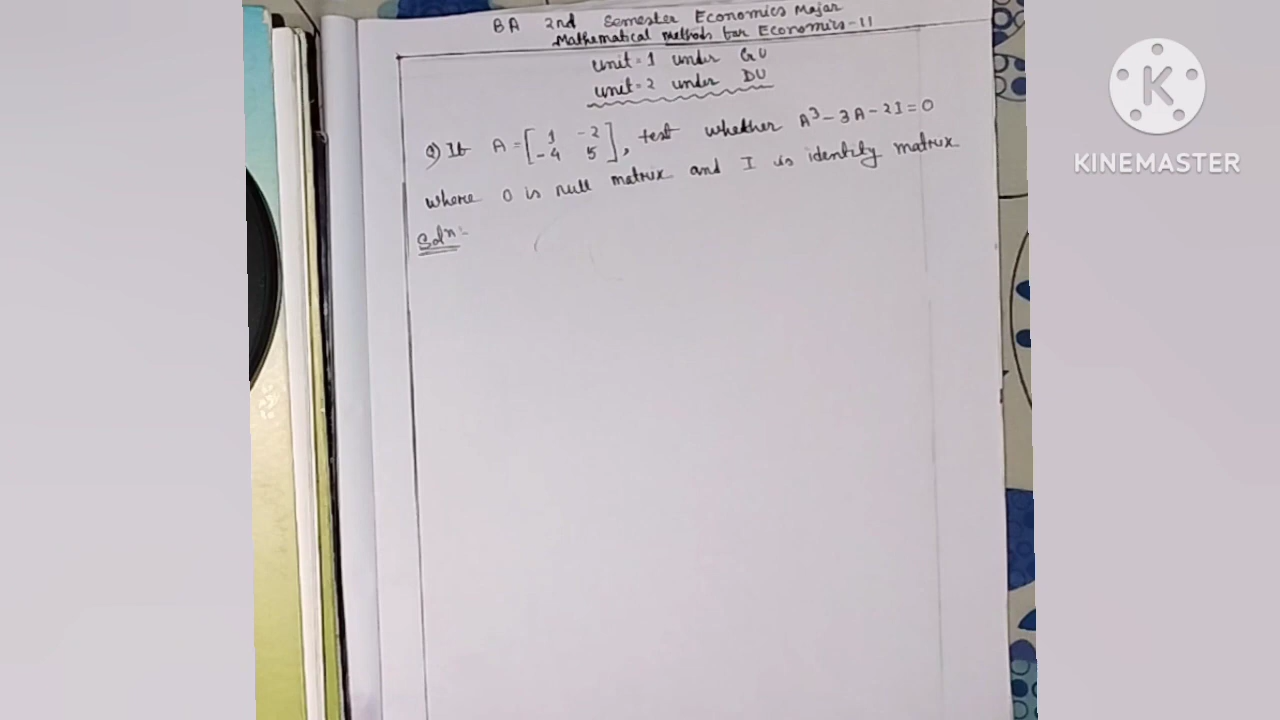 BA 2nd Semester Economics Major
Mathematical methods for Economics-11
unit=1 under GU
unit=2 under DU
Q) If A = [1 -2
-4 5], test whether A³-3A-2I=0
where 0 is null matrix and I is identity matrix
Solⁿ:-
K
KINEMASTER